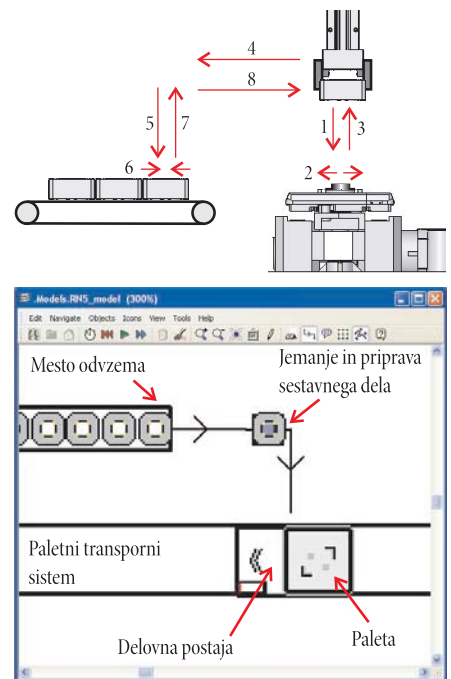 4
8
5
7
1
3
6
2
.Models.RN5_model (300%)
Edit Navigate Objects Icons View Tools Help
Mesto odvzema
Jemanje in priprava
sestavnega dela
Paletni transporni
sistem
Delovna postaja
Paleta